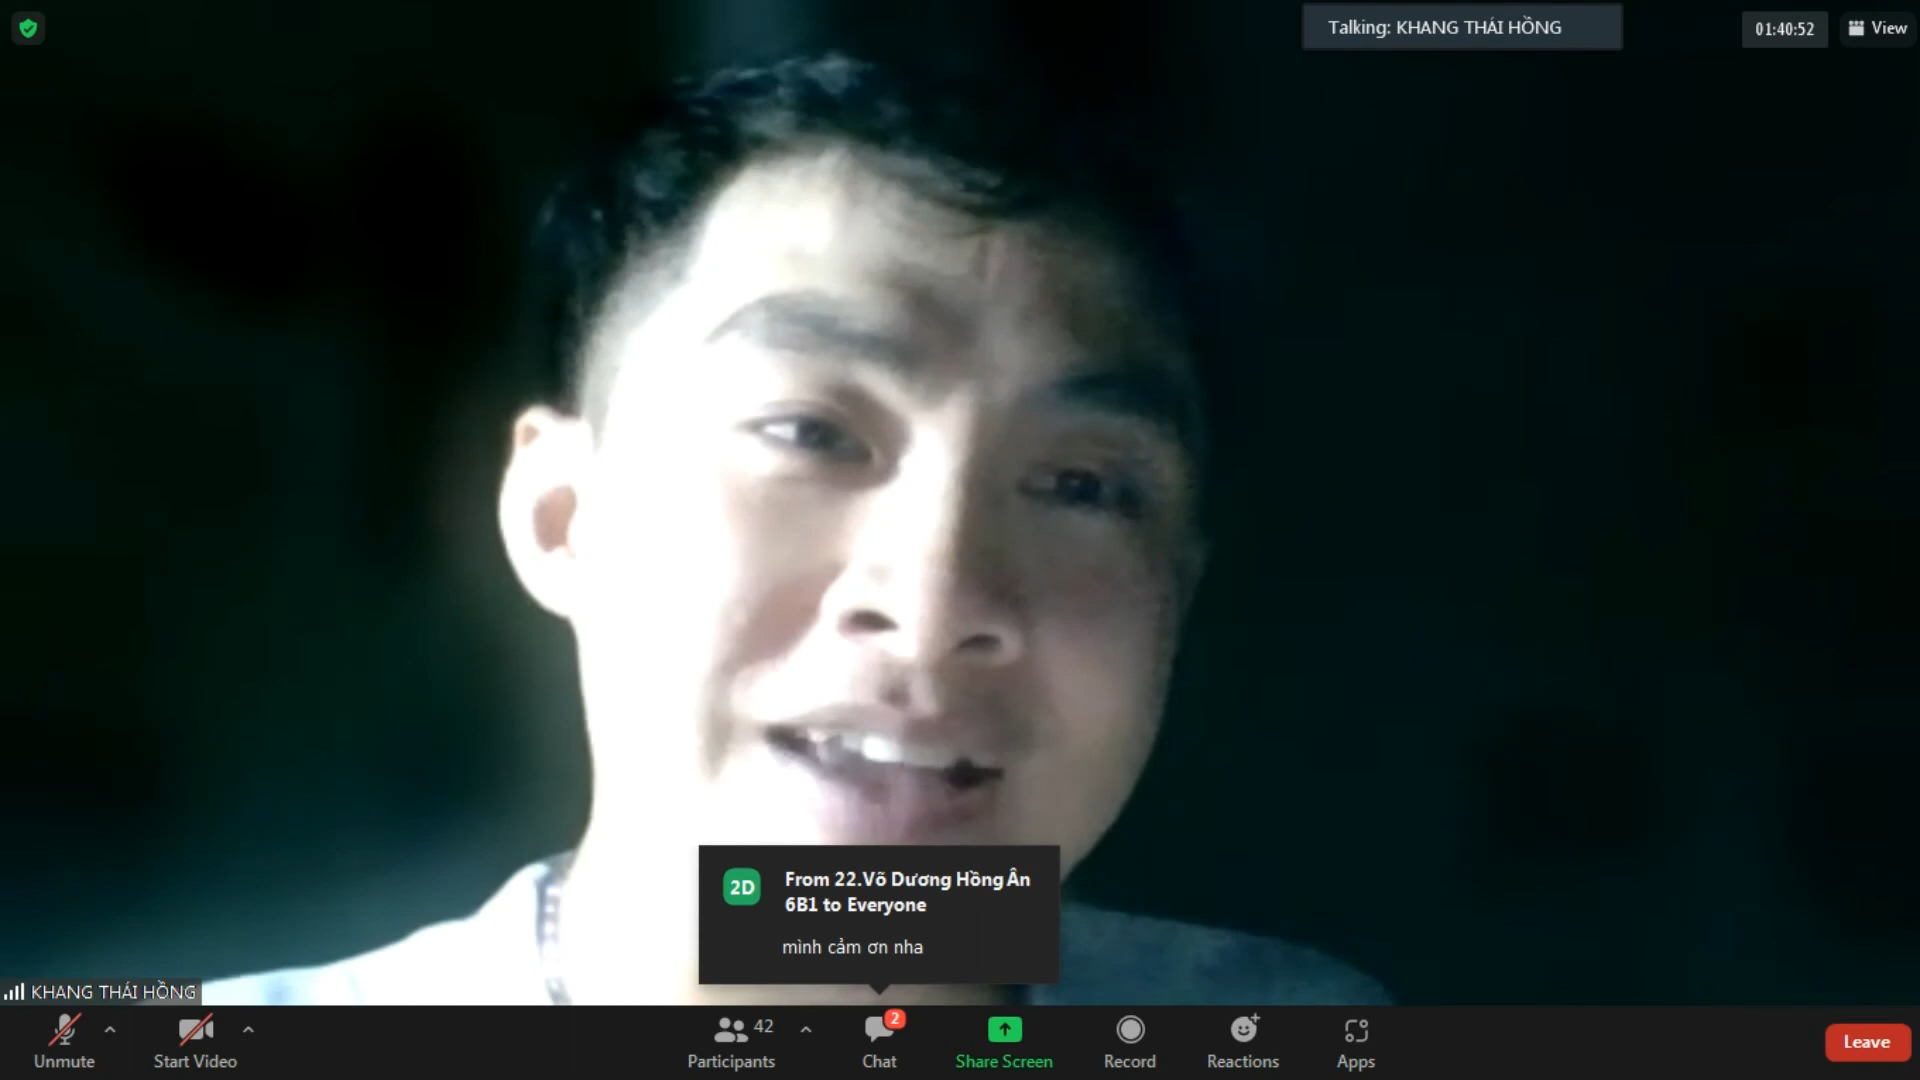 Talking: KHANG THÁI HỒNG
01:40:52
View
2D
From 22.Võ Dương Hồng Ân
6B1 to Everyone
mình cảm ơn nha
KHANG THÁI HỒNG
Unmute
Start Video
42
Participants
2
Chat
Share Screen
Record
Reactions
Apps
Leave